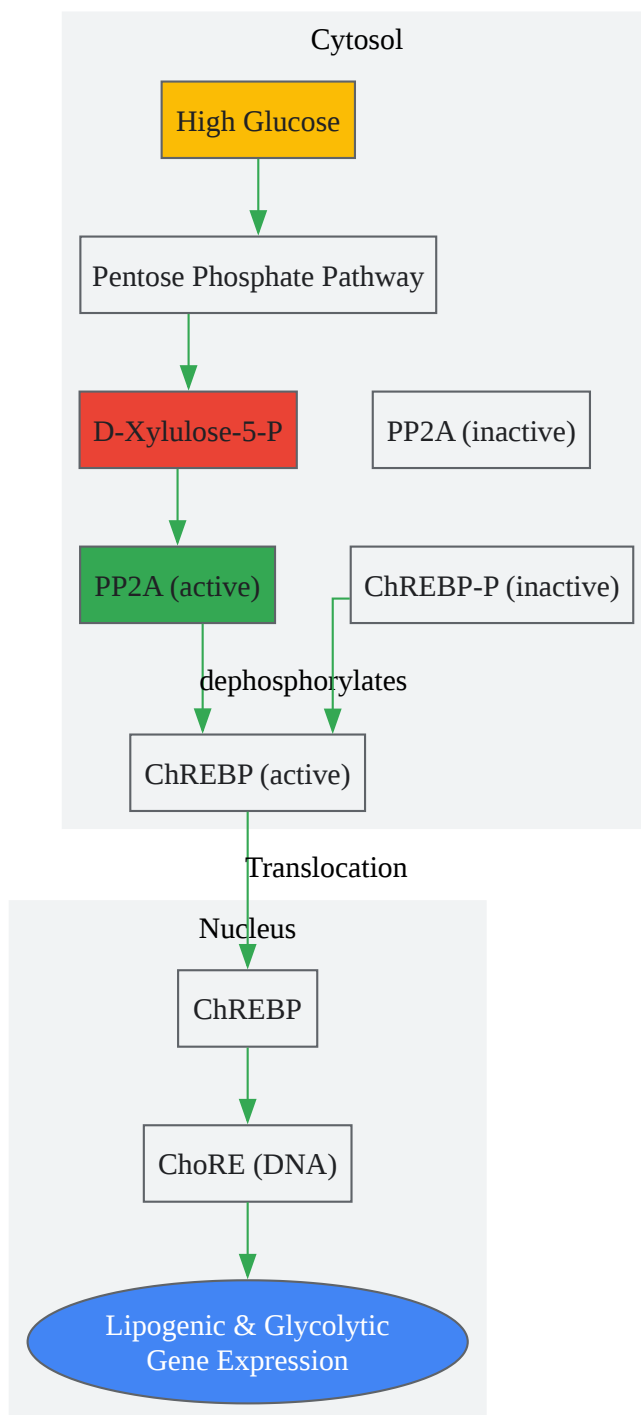 Cytosol
High Glucose
Pentose Phosphate Pathway
D-Xylulose-5-P
PP2A (inactive)
PP2A (active)
ChREBP-P (inactive)
dephosphorylates
ChREBP (active)
Translocation
Nucleus
ChREBP
ChoRE (DNA)
Lipogenic & Glycolytic
Gene Expression